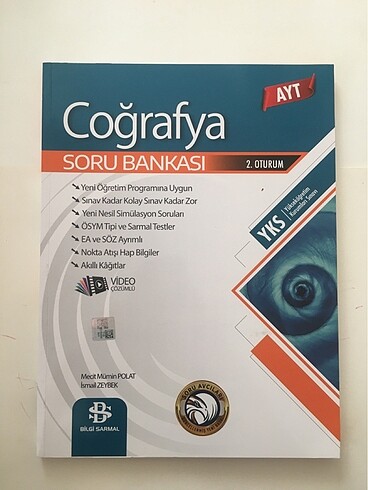 AYT
Coğrafya
SORU BANKASI
2. OTURUM
Yeni Öğretim Programına Uygun
Sınav Kadar Kolay Sınav Kadar Zor
Yeni Nesil Simülasyon Soruları
ÖSYM Tipi ve Sarmal Testler
EA ve SÖZ Ayrımlı
Nokta Atışı Hap Bilgiler
Akıllı Kâğıtlar
VİDEO
ÇÖZÜMLÜ
YKS
Yükseköğretim
Kurumları Sınavı
Mecit Mümin POLAT
İsmail ZEYBEK
BS
BİLGİ SARMAL
SORU AVCILARI